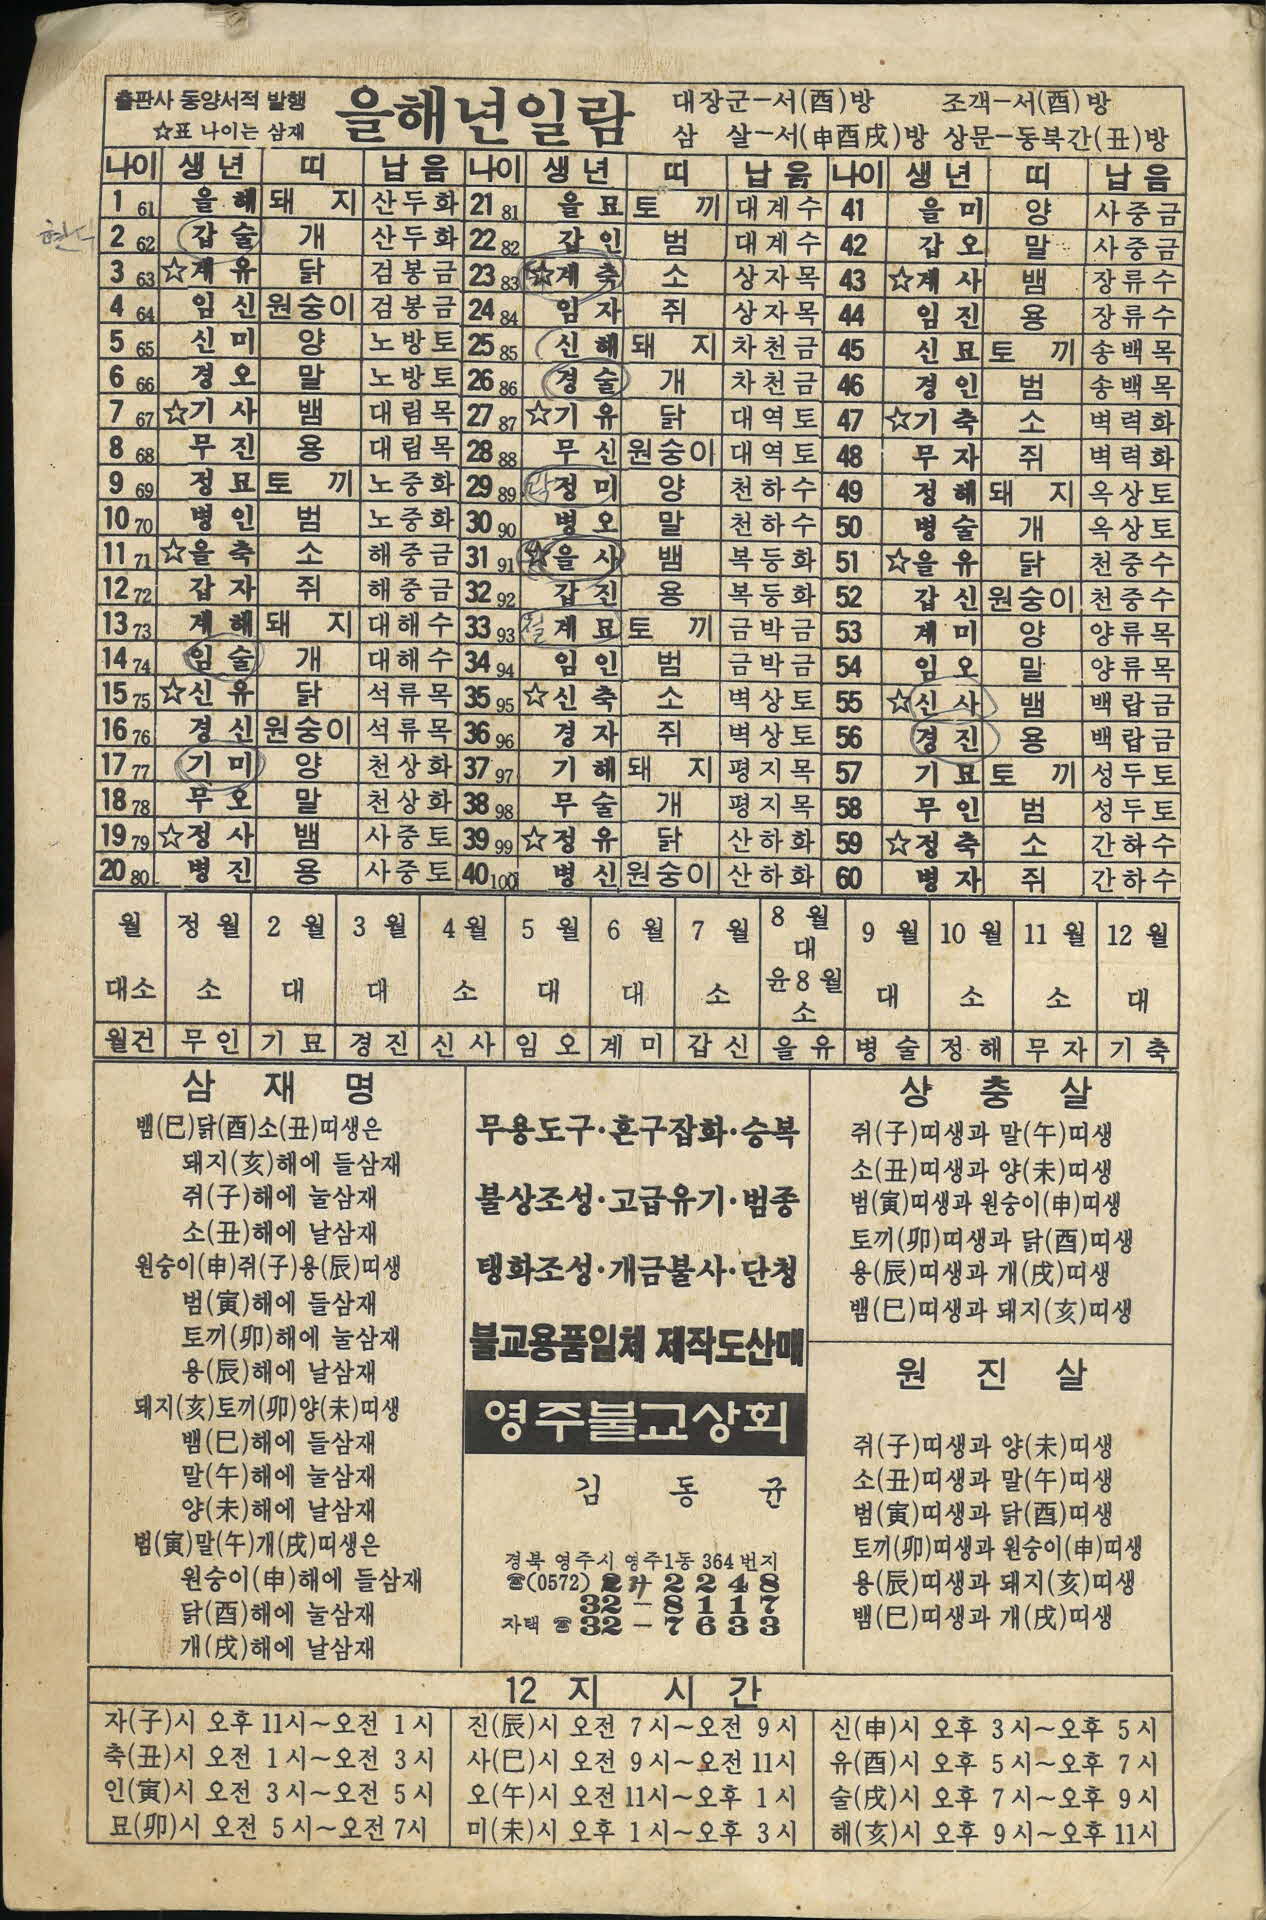 출판사 동양서적 발행
☆표 나이는 삼재
을해년일람
대장군-서(酉)방 조객-서(酉)방
삼 살-서(申酉戌)방 상문-동북간(丑)방
나이 생년 띠 납음 나이 생년 띠 납음 나이 생년 띠 납음
1 61 을해 돼지 산두화 21 81 을묘 토끼 대계수 41 을미 양 사중금
2 62 갑술 개 산두화 22 82 갑인 범 대계수 42 갑오 말 사중금
3 63 ☆계유 닭 검봉금 23 83 ☆계축 소 상자목 43 ☆계사 뱀 장류수
4 64 임신 원숭이 검봉금 24 84 임자 쥐 상자목 44 임진 용 장류수
5 65 신미 양 노방토 25 85 신해 돼지 차천금 45 신묘 토끼 송백목
6 66 경오 말 노방토 26 86 경술 개 차천금 46 경인 범 송백목
7 67 ☆기사 뱀 대림목 27 87 ☆기유 닭 대역토 47 ☆기축 소 벽력화
8 68 무진 용 대림목 28 88 무신 원숭이 대역토 48 무자 쥐 벽력화
9 69 정묘 토끼 노중화 29 89 정미 양 천하수 49 정해 돼지 옥상토
10 70 병인 범 노중화 30 90 병오 말 천하수 50 병술 개 옥상토
11 71 ☆을축 소 해중금 31 91 ☆을사 뱀 복등화 51 ☆을유 닭 천중수
12 72 갑자 쥐 해중금 32 92 갑진 용 복등화 52 갑신 원숭이 천중수
13 73 계해 돼지 대해수 33 93 계묘 토끼 금박금 53 계미 양 양류목
14 74 임술 개 대해수 34 94 임인 범 금박금 54 임오 말 양류목
15 75 ☆신유 닭 석류목 35 95 ☆신축 소 벽상토 55 ☆신사 뱀 백랍금
16 76 경신 원숭이 석류목 36 96 경자 쥐 벽상토 56 경진 용 백랍금
17 77 기미 양 천상화 37 97 기해 돼지 평지목 57 기묘 토끼 성두토
18 78 무오 말 천상화 38 98 무술 개 평지목 58 무인 범 성두토
19 79 ☆정사 뱀 사중토 39 99 ☆정유 닭 산하화 59 ☆정축 소 간하수
20 80 병진 용 사중토 40 100 병신 원숭이 산하화 60 병자 쥐 간하수
월 정월 2월 3월 4월 5월 6월 7월 8월 대 윤8월 9월 10월 11월 12월
대소 소 대 대 소 대 대 소 소 대 소 소 대
월건 무인 기묘 경진 신사 임오 계미 갑신 을유 병술 정해 무자 기축
삼재명
뱀(巳)닭(酉)소(丑)띠생은
돼지(亥)해에 들삼재
쥐(子)해에 눌삼재
소(丑)해에 날삼재
원숭이(申)쥐(子)용(辰)띠생
범(寅)해에 들삼재
토끼(卯)해에 눌삼재
용(辰)해에 날삼재
돼지(亥)토끼(卯)양(未)띠생
뱀(巳)해에 들삼재
말(午)해에 눌삼재
양(未)해에 날삼재
범(寅)말(午)개(戌)띠생은
원숭이(申)해에 들삼재
닭(酉)해에 눌삼재
개(戌)해에 날삼재
무용도구·혼구잡화·승복
불상조성·고급유기·범종
탱화조성·개금불사·단청
불교용품일체 제작도산매
영주불교상회
김동균
경북 영주시 영주1동 364번지
☎(0572) 2248
32-8117
자택 ☎ 32-7633
상충살
쥐(子)띠생과 말(午)띠생
소(丑)띠생과 양(未)띠생
범(寅)띠생과 원숭이(申)띠생
토끼(卯)띠생과 닭(酉)띠생
용(辰)띠생과 개(戌)띠생
뱀(巳)띠생과 돼지(亥)띠생
원진살
쥐(子)띠생과 양(未)띠생
소(丑)띠생과 말(午)띠생
범(寅)띠생과 닭(酉)띠생
토끼(卯)띠생과 원숭이(申)띠생
용(辰)띠생과 돼지(亥)띠생
뱀(巳)띠생과 개(戌)띠생
12지 시간
자(子)시 오후 11시~오전 1시 진(辰)시 오전 7시~오전 9시 신(申)시 오후 3시~오후 5시
축(丑)시 오전 1시~오전 3시 사(巳)시 오전 9시~오전 11시 유(酉)시 오후 5시~오후 7시
인(寅)시 오전 3시~오전 5시 오(午)시 오전 11시~오후 1시 술(戌)시 오후 7시~오후 9시
묘(卯)시 오전 5시~오전 7시 미(未)시 오후 1시~오후 3시 해(亥)시 오후 9시~오후 11시